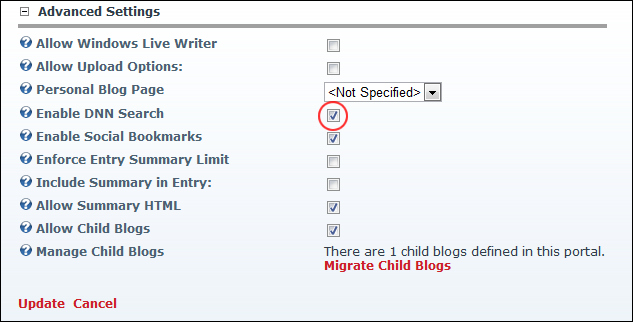 Advanced Settings
Allow Windows Live Writer
Allow Upload Options:
Personal Blog Page <Not Specified>
Enable DNN Search
Enable Social Bookmarks
Enforce Entry Summary Limit
Include Summary in Entry:
Allow Summary HTML
Allow Child Blogs
Manage Child Blogs There are 1 child blogs defined in this portal.
Migrate Child Blogs
Update Cancel